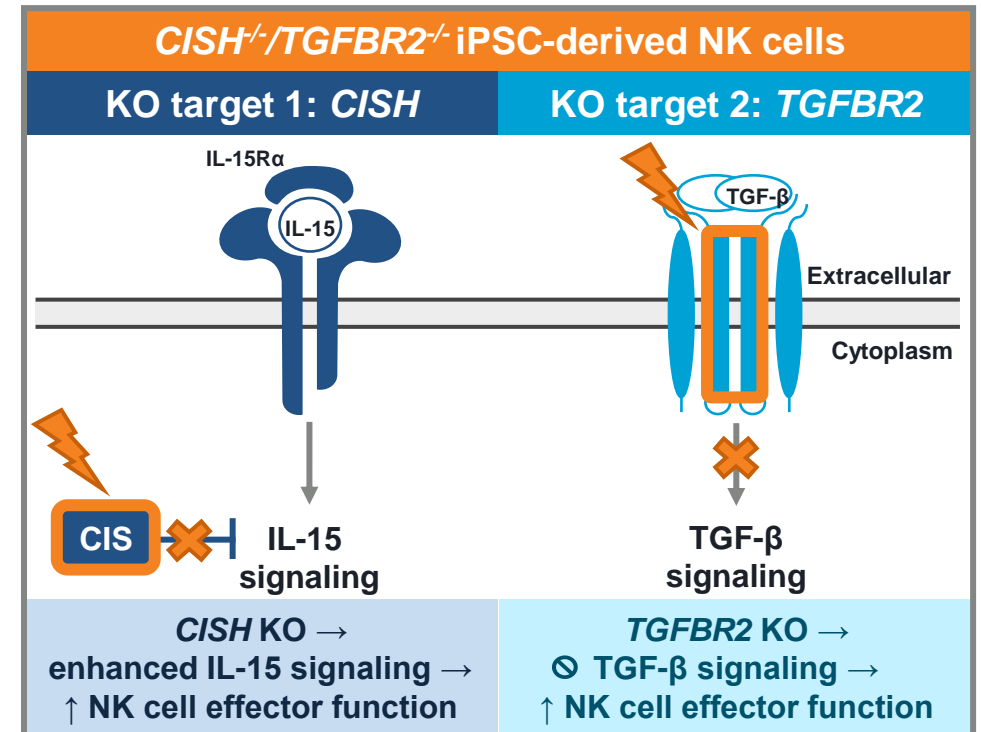 CISH-/-/TGFBR2-/- iPSC-derived NK cells
KO target 1: CISH
KO target 2: TGFBR2
IL-15Rα
IL-15
TGF-β
Extracellular
Cytoplasm
CIS
IL-15
signaling
TGF-β
signaling
CISH KO →
enhanced IL-15 signaling →
↑ NK cell effector function
TGFBR2 KO →
🛇 TGF-β signaling →
↑ NK cell effector function